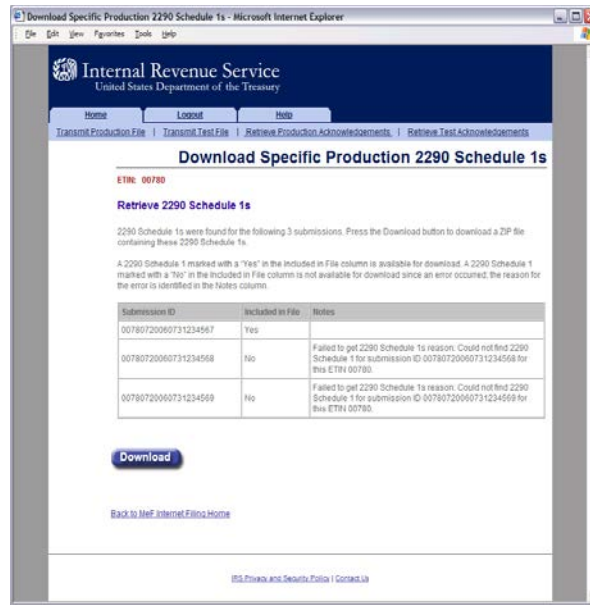 Download Specific Production 2290 Schedule 1s - Microsoft Internet Explorer
File Edit View Favorites Tools Help
Internal Revenue Service
United States Department of the Treasury
Home Logout Help
Transmit Production File | Transmit Test File | Retrieve Production Acknowledgements | Retrieve Test Acknowledgements
Download Specific Production 2290 Schedule 1s
ETIN: 00780
Retrieve 2290 Schedule 1s
2290 Schedule 1s were found for the following 3 submissions. Press the Download button to download a ZIP file
containing these 2290 Schedule 1s.
A 2290 Schedule 1 marked with a "Yes" in the Included in File column is available for download. A 2290 Schedule 1
marked with a "No" in the Included in File column is not available for download since an error occurred; the reason for
the error is identified in the Notes column.
Submission ID Included in File Notes
00780720060731234567 Yes
00780720060731234568 No Failed to get 2290 Schedule 1s reason: Could not find 2290
Schedule 1 for submission ID 00780720060731234568 for
this ETIN 00780.
00780720060731234569 No Failed to get 2290 Schedule 1s reason: Could not find 2290
Schedule 1 for submission ID 00780720060731234569 for
this ETIN 00780.
Download
Back to MeF Internet Filing Home
IRS Privacy and Security Policy | Contact Us